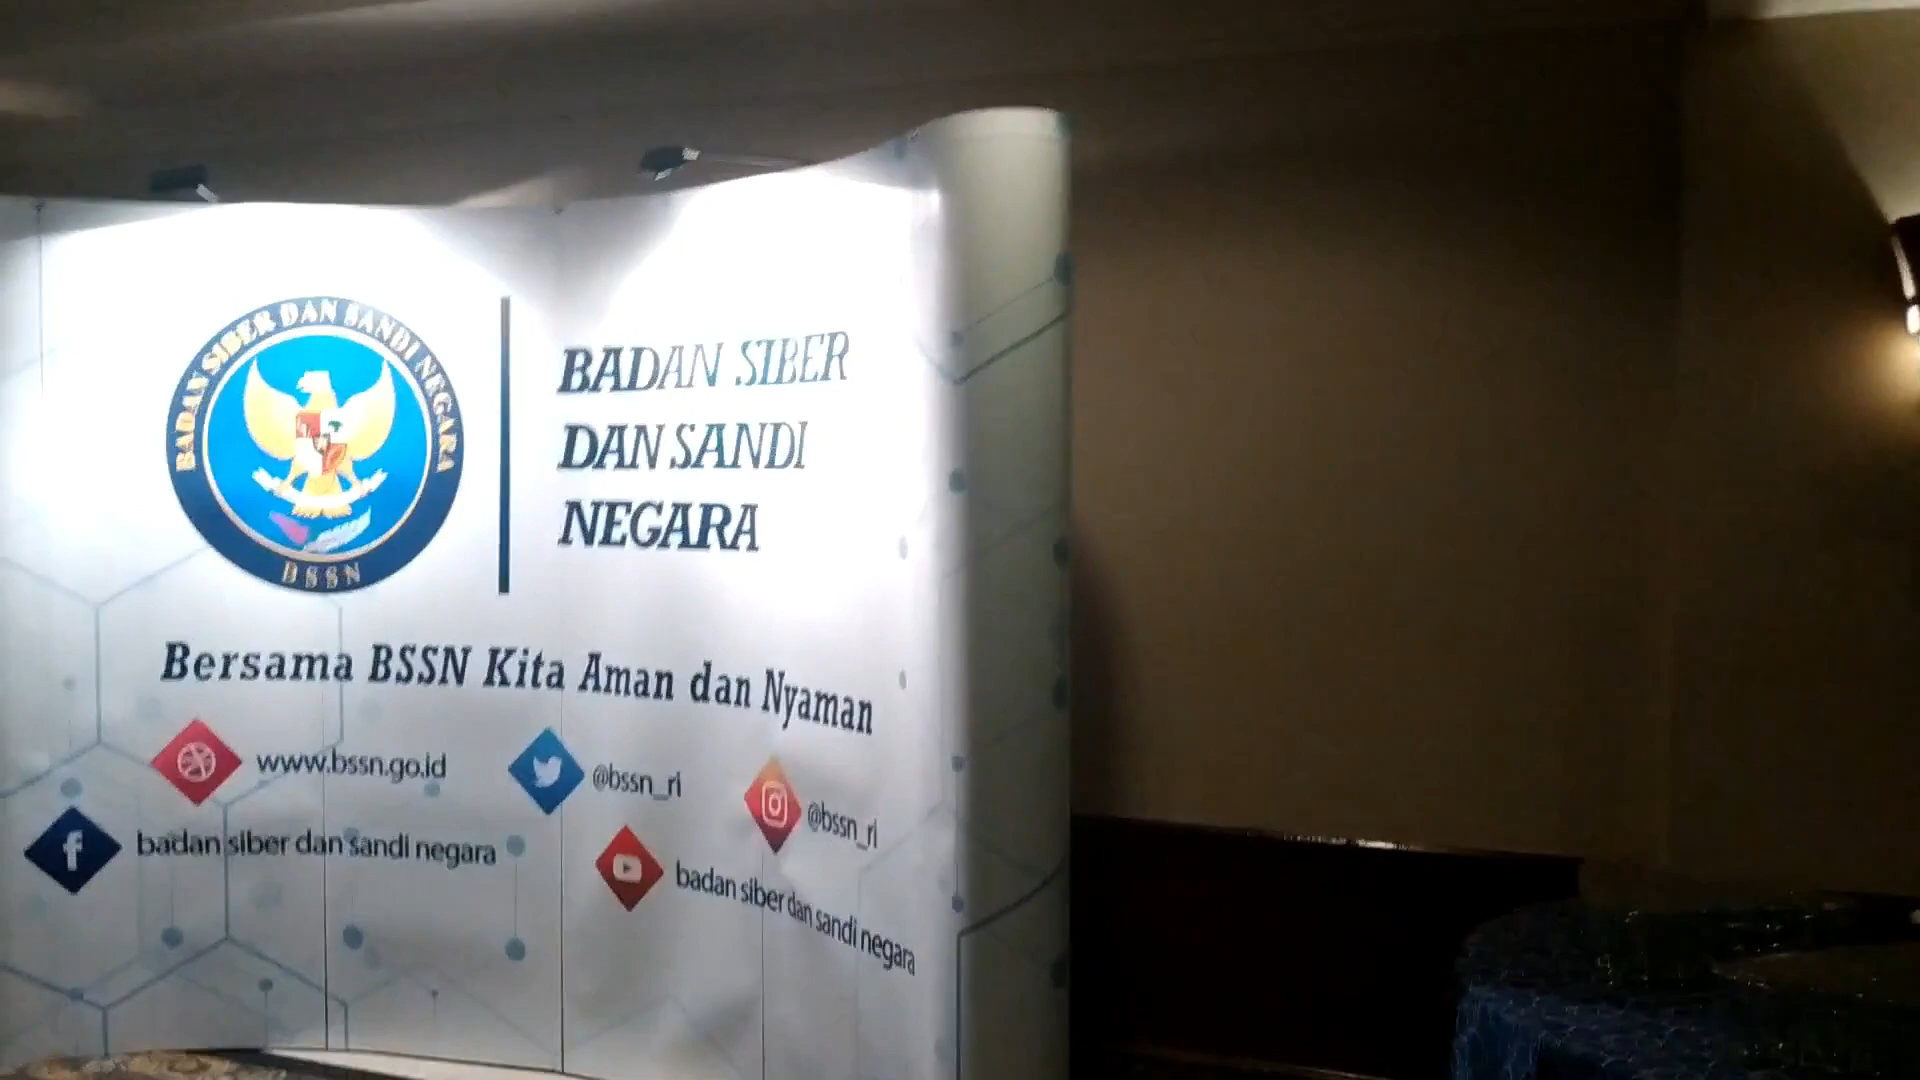 BADAN SIBER DAN SANDI NEGARA
BSSN
BADAN SIBER
DAN SANDI
NEGARA
Bersama BSSN Kita Aman dan Nyaman
www.bssn.go.id
@bssn_ri
@bssn_ri
badan siber dan sandi negara
badan siber dan sandi negara